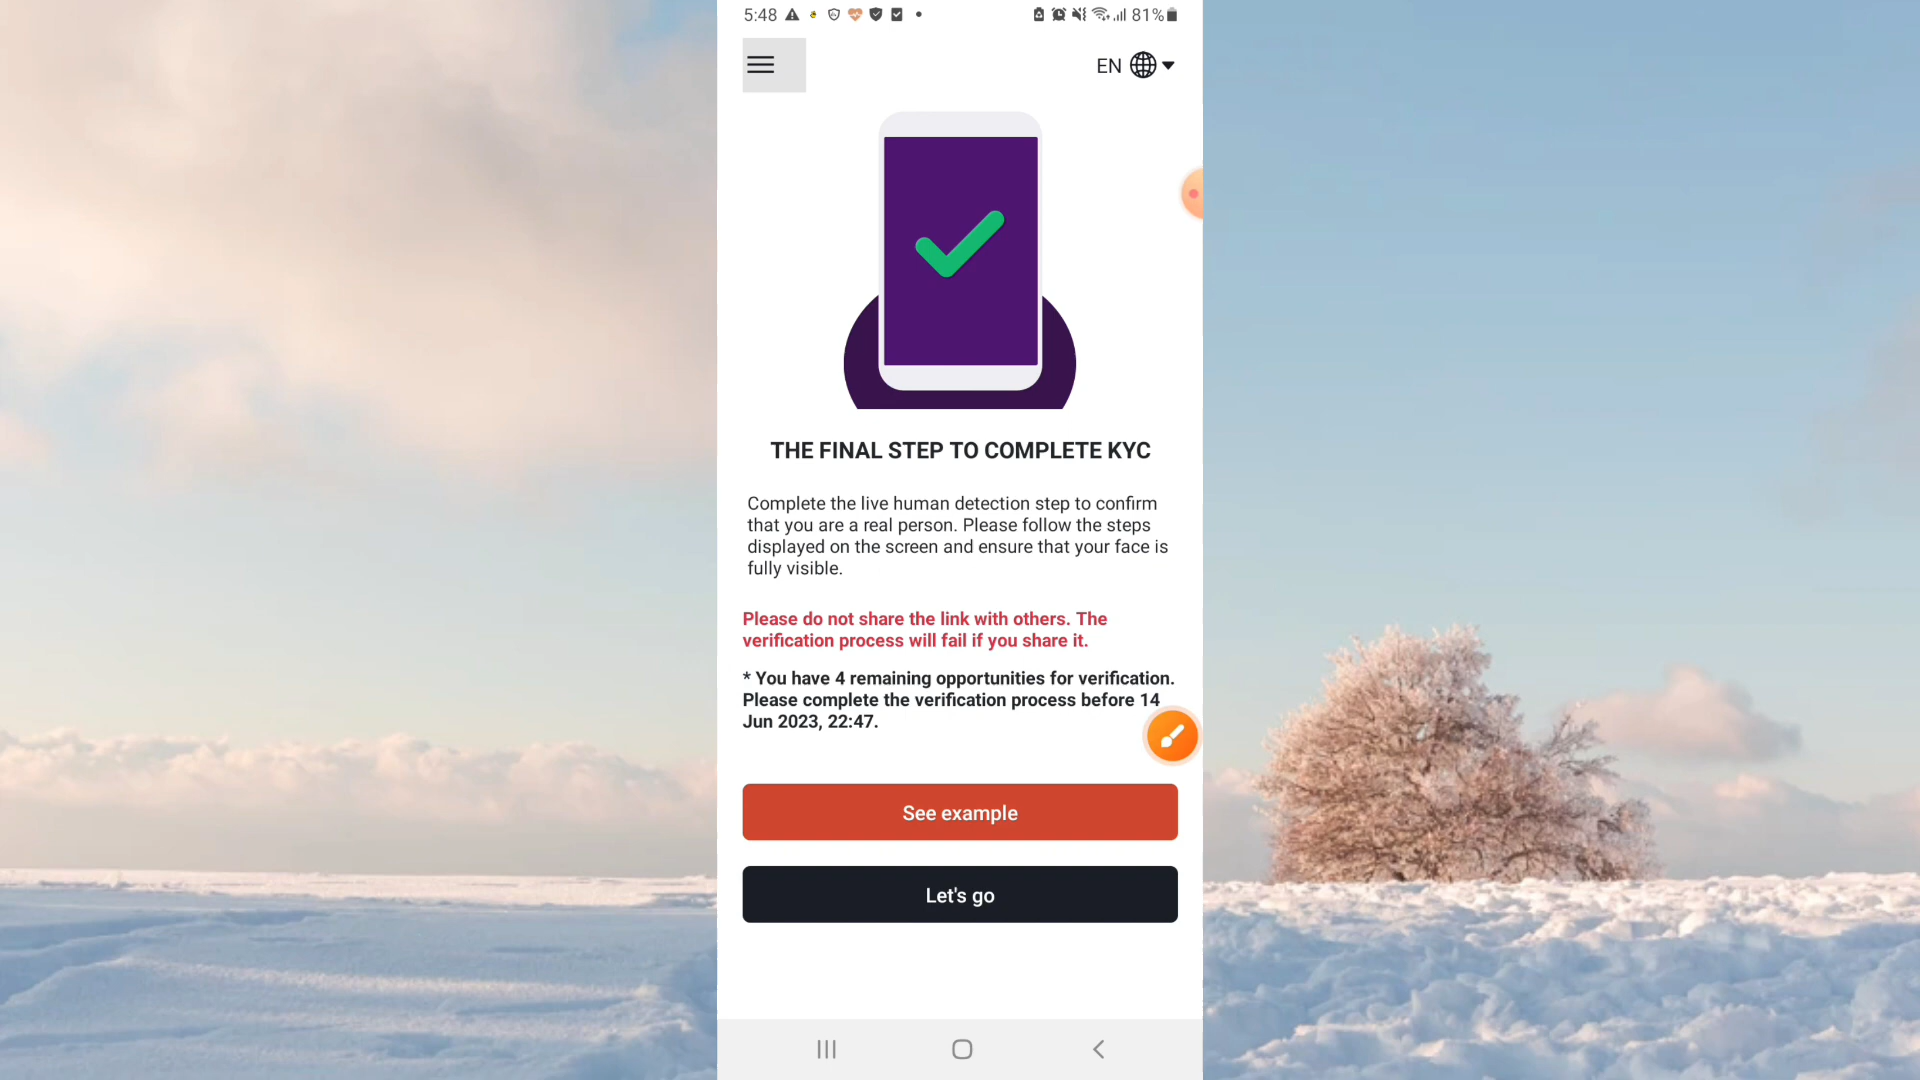 5:48
81%
EN
THE FINAL STEP TO COMPLETE KYC
Complete the live human detection step to confirm
that you are a real person. Please follow the steps
displayed on the screen and ensure that your face is
fully visible.
Please do not share the link with others. The
verification process will fail if you share it.
* You have 4 remaining opportunities for verification.
Please complete the verification process before 14
Jun 2023, 22:47.
See example
Let's go